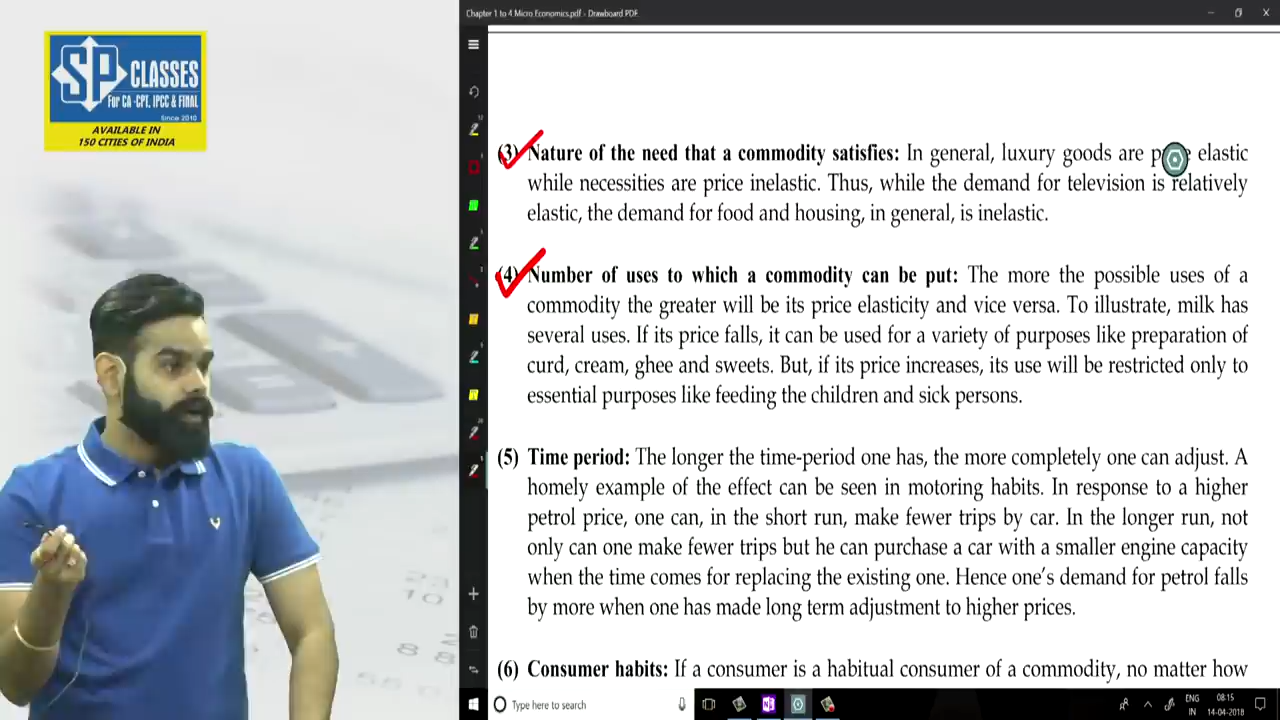 Chapter 1 to 4 Micro Economics.pdf - Drawboard PDF
SP CLASSES
For CA-CPT, IPCC & FINAL
Since 2010
AVAILABLE IN
150 CITIES OF INDIA
(3) Nature of the need that a commodity satisfies: In general, luxury goods are elastic
while necessities are price inelastic. Thus, while the demand for television is relatively
elastic, the demand for food and housing, in general, is inelastic.
(4) Number of uses to which a commodity can be put: The more the possible uses of a
commodity the greater will be its price elasticity and vice versa. To illustrate, milk has
several uses. If its price falls, it can be used for a variety of purposes like preparation of
curd, cream, ghee and sweets. But, if its price increases, its use will be restricted only to
essential purposes like feeding the children and sick persons.
(5) Time period: The longer the time-period one has, the more completely one can adjust. A
homely example of the effect can be seen in motoring habits. In response to a higher
petrol price, one can, in the short run, make fewer trips by car. In the longer run, not
only can one make fewer trips but he can purchase a car with a smaller engine capacity
when the time comes for replacing the existing one. Hence one's demand for petrol falls
by more when one has made long term adjustment to higher prices.
(6) Consumer habits: If a consumer is a habitual consumer of a commodity, no matter how
Type here to search
ENG
IN
08:15
14-04-2018